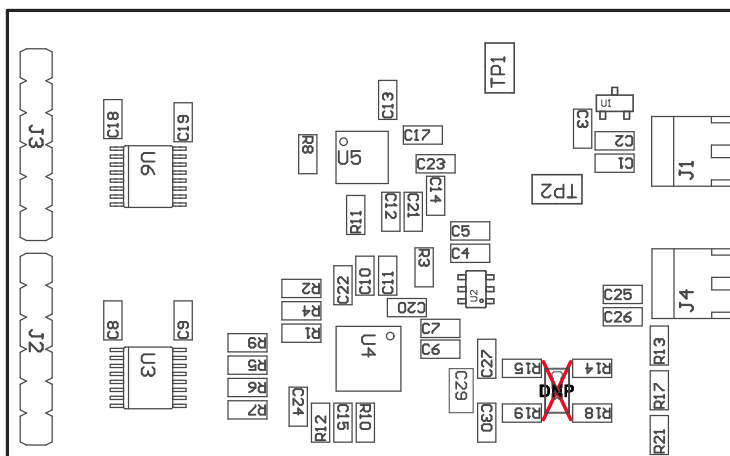 TP1
C13
U1
J3
C18
C19
C3
C17
C2
R8
U5
U6
C23
C1
J1
C14
TP2
R11
C12
C21
C5
C4
R3
C10
C11
R2
C22
U2
C25
R4
C20
J4
C26
R1
C7
J2
C8
C9
U4
R9
C6
R13
U3
C27
R5
R15
R14
C29
DNP
R6
R17
R7
C24
R19
R18
R12
C15
R10
C30
R21